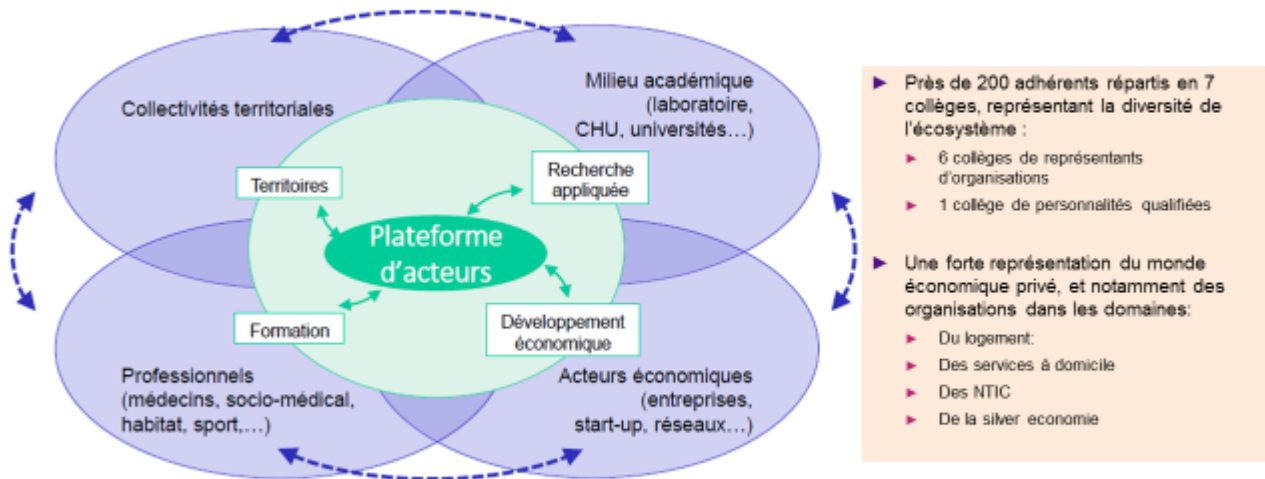 Collectivités territoriales
Milieu académique
(laboratoire,
CHU, universités…)
Territoires
Recherche
appliquée
Plateforme
d’acteurs
Formation
Développement
économique
Professionnels
(médecins, socio-médical,
habitat, sport,…)
Acteurs économiques
(entreprises,
start-up, réseaux…)
Près de 200 adhérents répartis en 7
collèges, représentant la diversité de
l’écosystème :
6 collèges de représentants
d’organisations
1 collège de personnalités qualifiées
Une forte représentation du monde
économique privé, et notamment des
organisations dans les domaines:
Du logement:
Des services à domicile
Des NTIC
De la silver economie